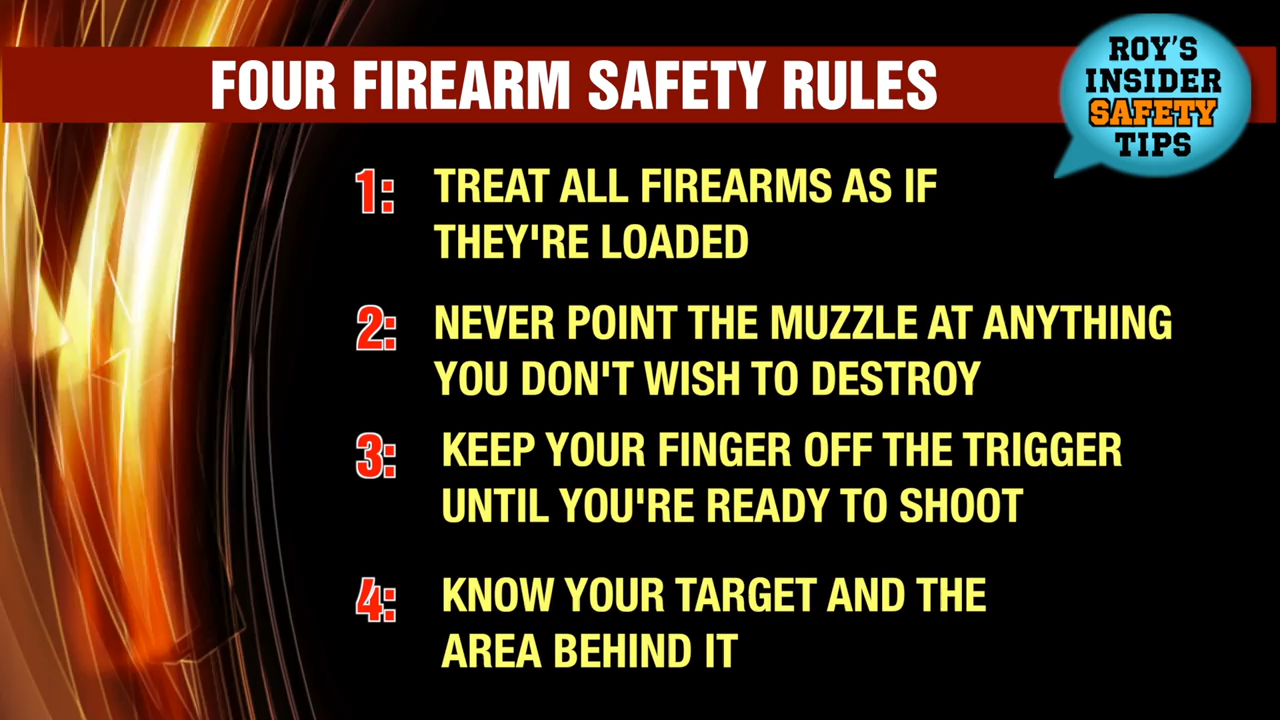 FOUR FIREARM SAFETY RULES
ROY'S
INSIDER
SAFETY
TIPS
1: TREAT ALL FIREARMS AS IF
THEY'RE LOADED
2: NEVER POINT THE MUZZLE AT ANYTHING
YOU DON'T WISH TO DESTROY
3: KEEP YOUR FINGER OFF THE TRIGGER
UNTIL YOU'RE READY TO SHOOT
4: KNOW YOUR TARGET AND THE
AREA BEHIND IT